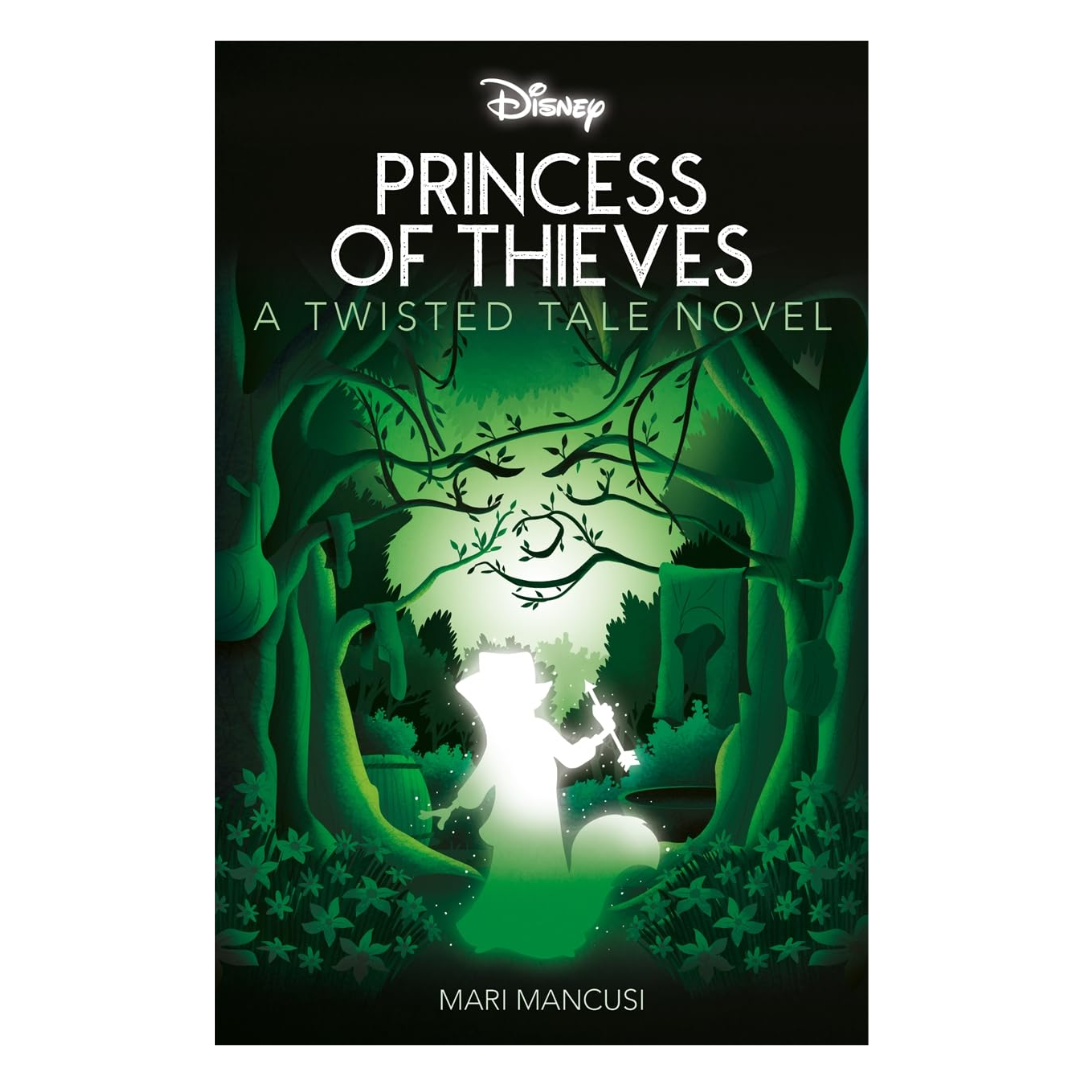 Disney
PRINCESS
OF THIEVES
A TWISTED TALE NOVEL
MARI MANCUSI